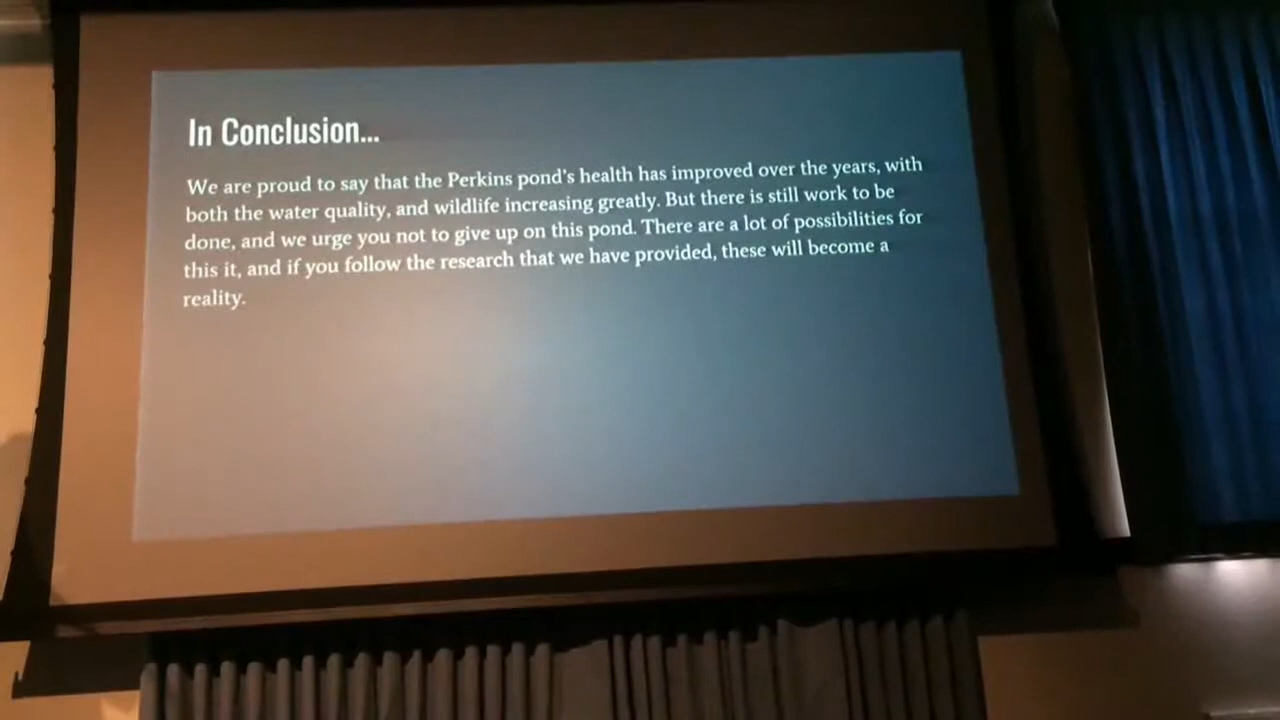 In Conclusion...
We are proud to say that the Perkins pond's health has improved over the years, with
both the water quality, and wildlife increasing greatly. But there is still work to be
done, and we urge you not to give up on this pond. There are a lot of possibilities for
this it, and if you follow the research that we have provided, these will become a
reality.